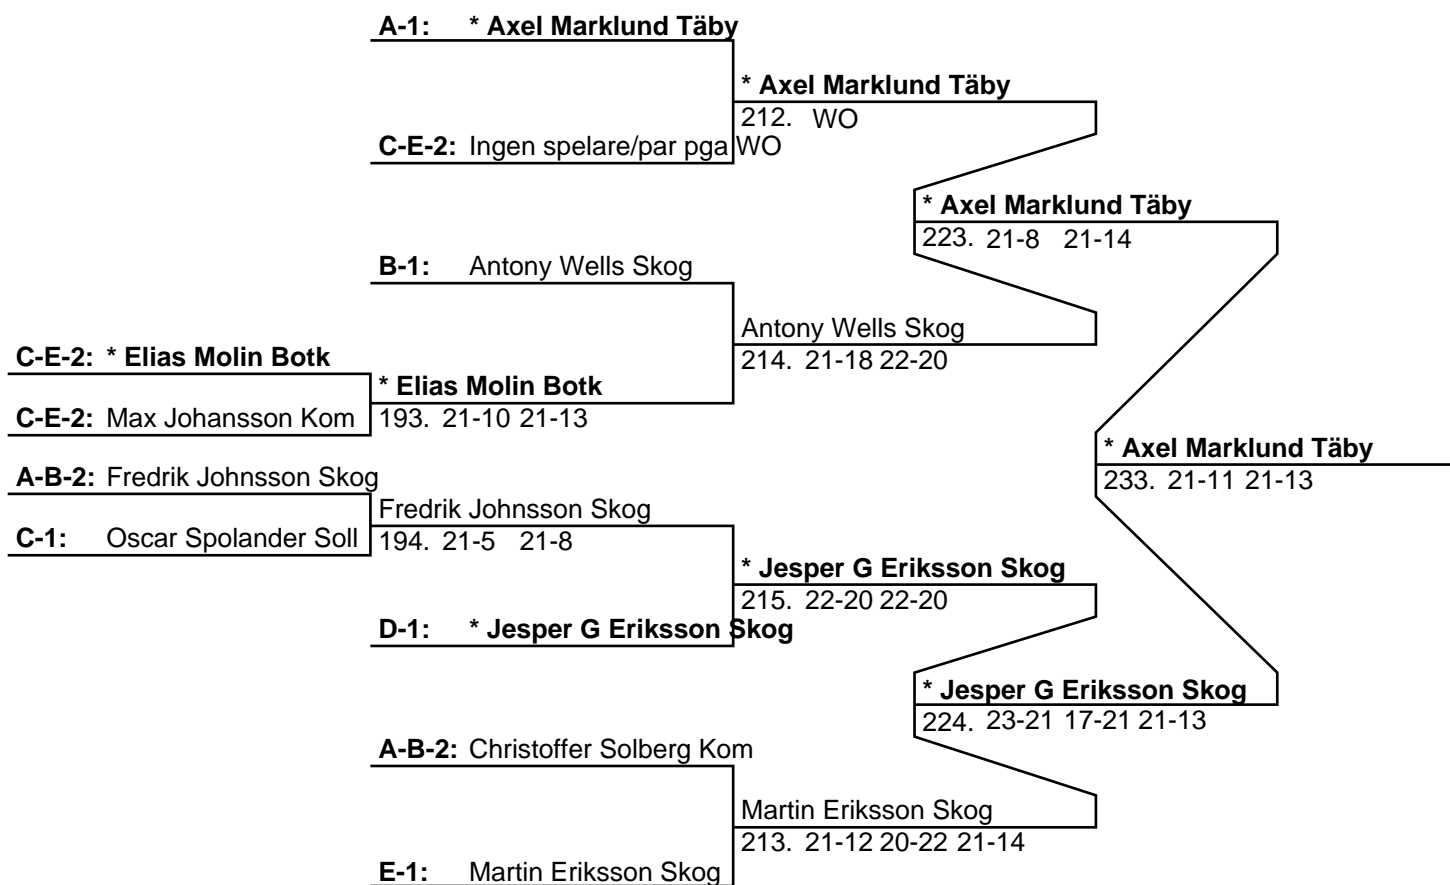 A-1: * Axel Marklund Täby
* Axel Marklund Täby
212. WO
C-E-2: Ingen spelare/par pga WO
* Axel Marklund Täby
223. 21-8 21-14
B-1: Antony Wells Skog
Antony Wells Skog
214. 21-18 22-20
C-E-2: * Elias Molin Botk
* Elias Molin Botk
193. 21-10 21-13
C-E-2: Max Johansson Kom
* Axel Marklund Täby
233. 21-11 21-13
A-B-2: Fredrik Johnsson Skog
Fredrik Johnsson Skog
194. 21-5 21-8
C-1: Oscar Spolander Soll
* Jesper G Eriksson Skog
215. 22-20 22-20
D-1: * Jesper G Eriksson Skog
* Jesper G Eriksson Skog
224. 23-21 17-21 21-13
A-B-2: Christoffer Solberg Kom
Martin Eriksson Skog
213. 21-12 20-22 21-14
E-1: Martin Eriksson Skog